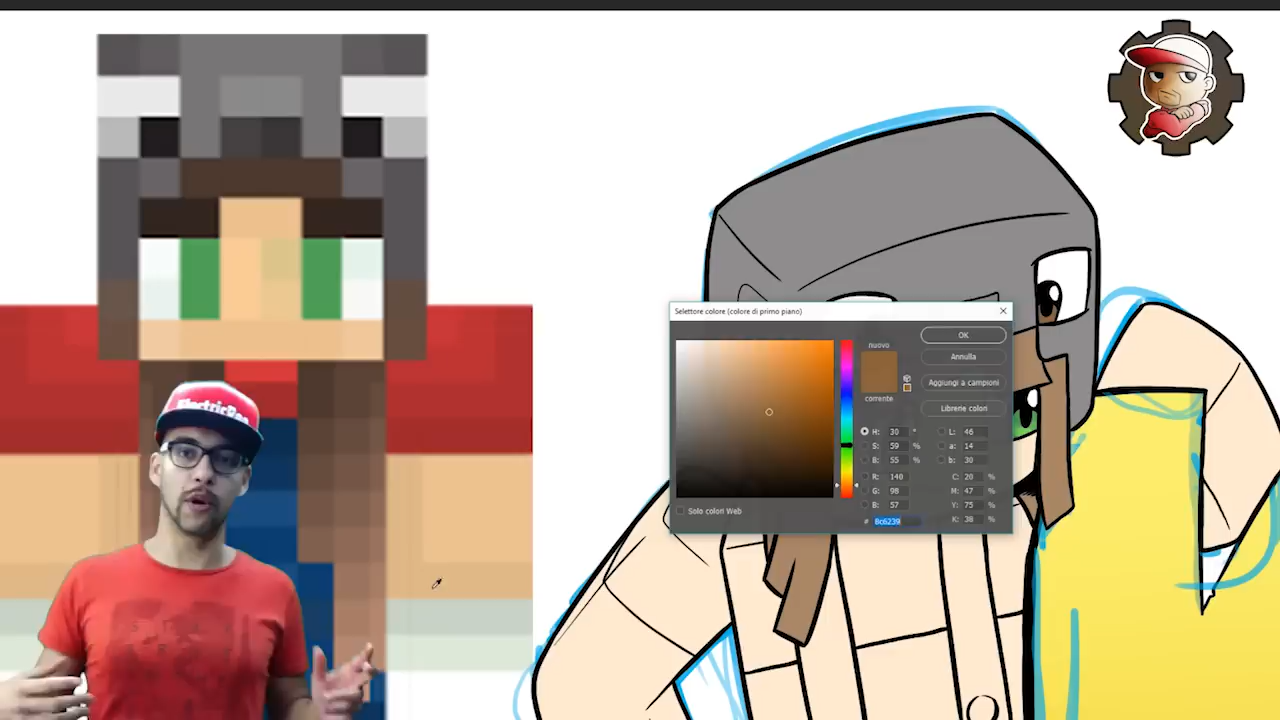 Selettore colore (colore di primo piano)
nuovo
corrente
OK
Annulla
Aggiungi a campioni
Librerie colori
H: 30 °
S: 59 %
B: 55 %
R: 140
G: 98
B: 57
L: 46
a: 14
b: 30
C: 20 %
M: 47 %
Y: 75 %
K: 38 %
Solo colori Web
# 8c6239